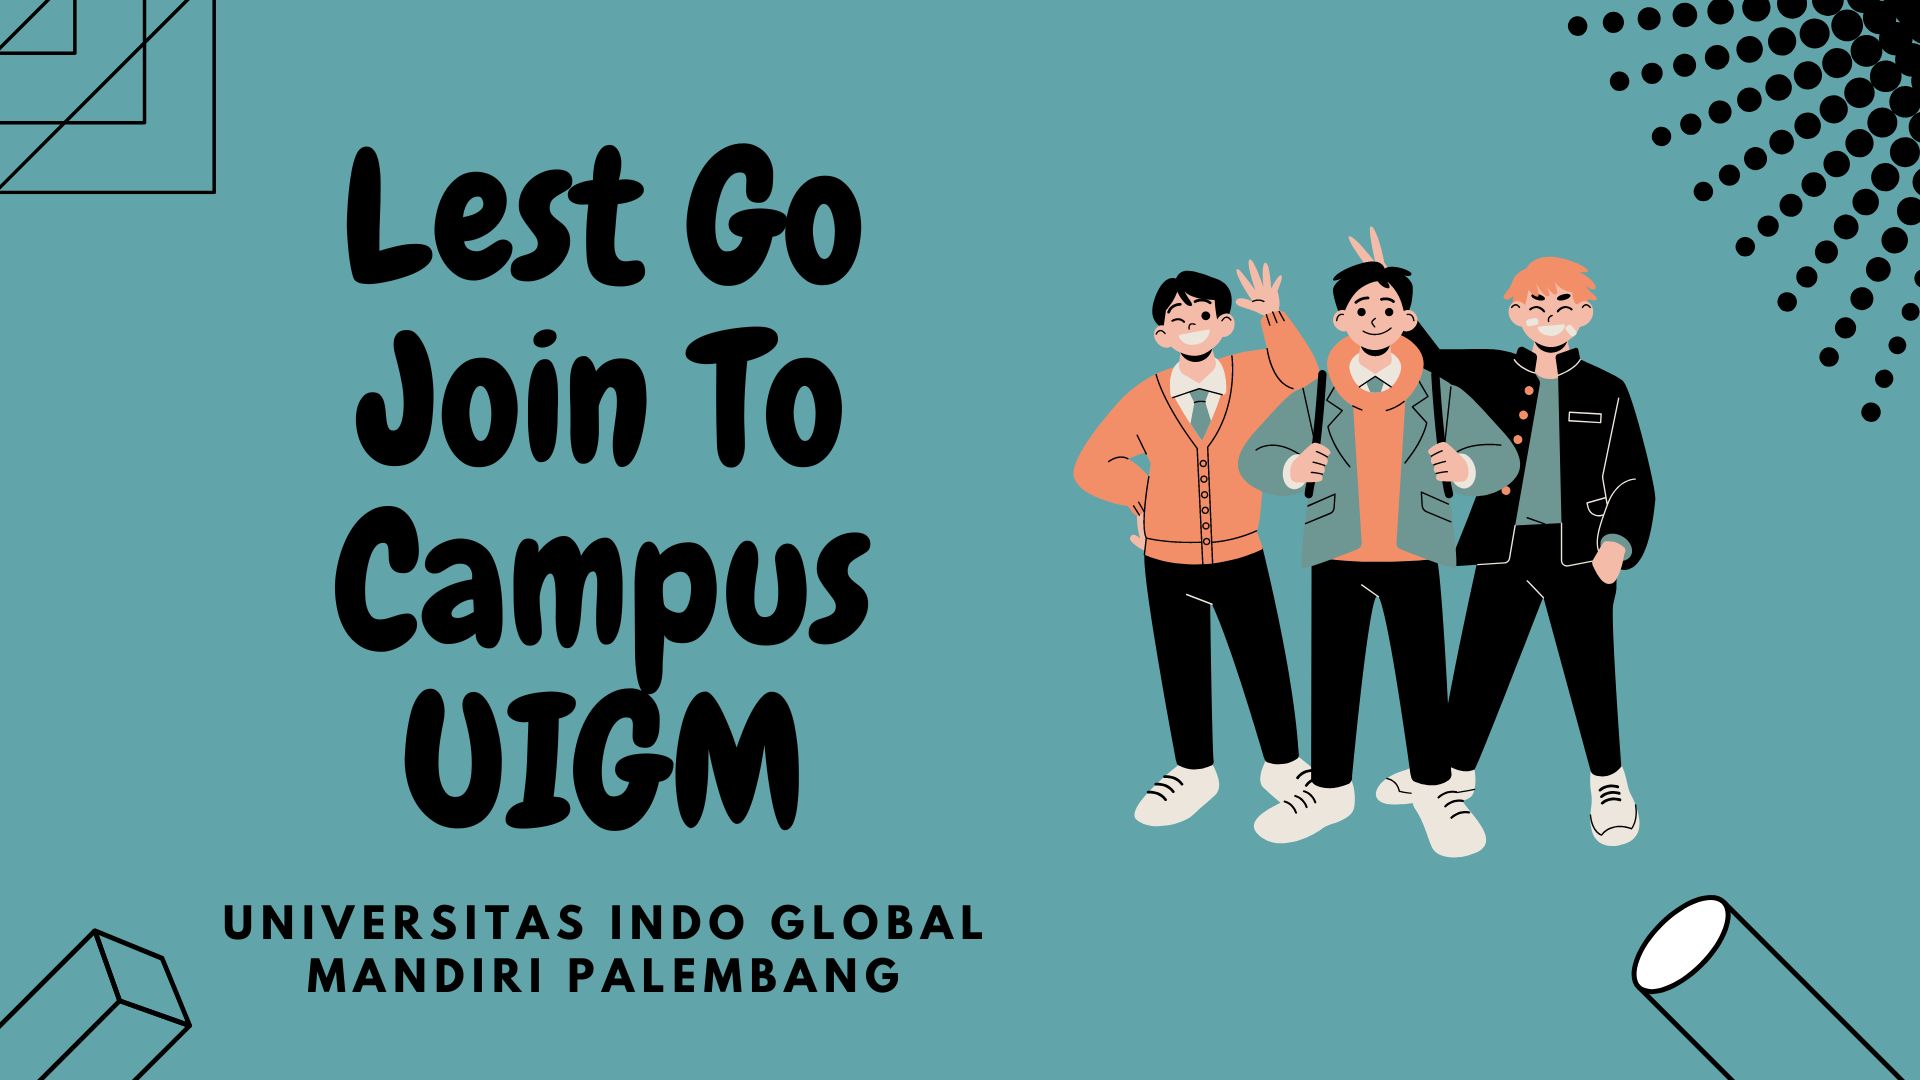 Lest Go
Join To
Campus
UIGM
UNIVERSITAS INDO GLOBAL
MANDIRI PALEMBANG